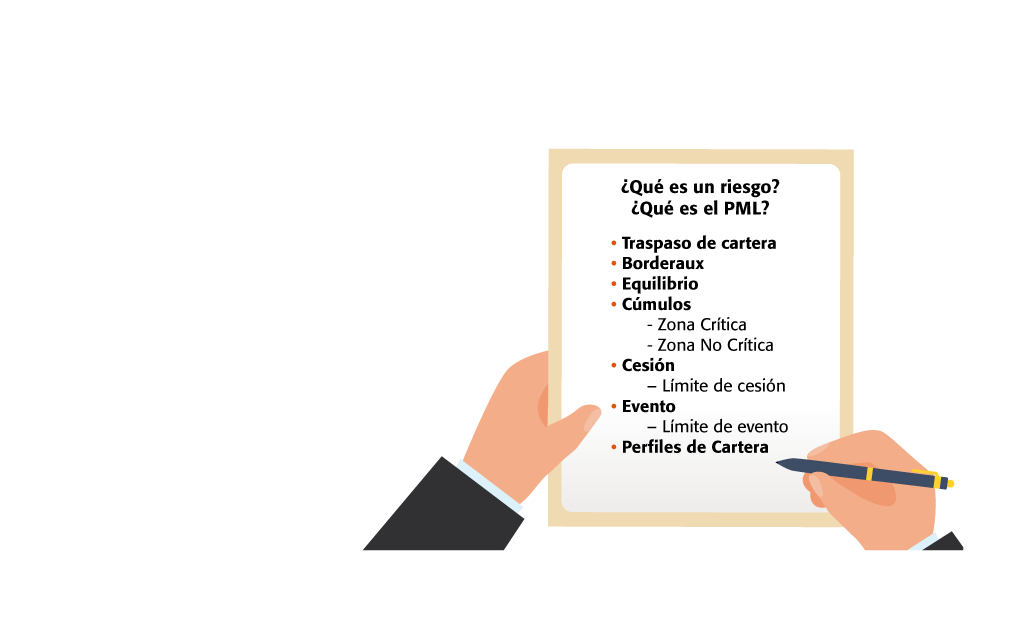 ¿Qué es un riesgo?
¿Qué es el PML?
• Traspaso de cartera
• Borderaux
• Equilibrio
• Cúmulos
- Zona Crítica
- Zona No Crítica
• Cesión
– Límite de cesión
• Evento
– Límite de evento
• Perfiles de Cartera